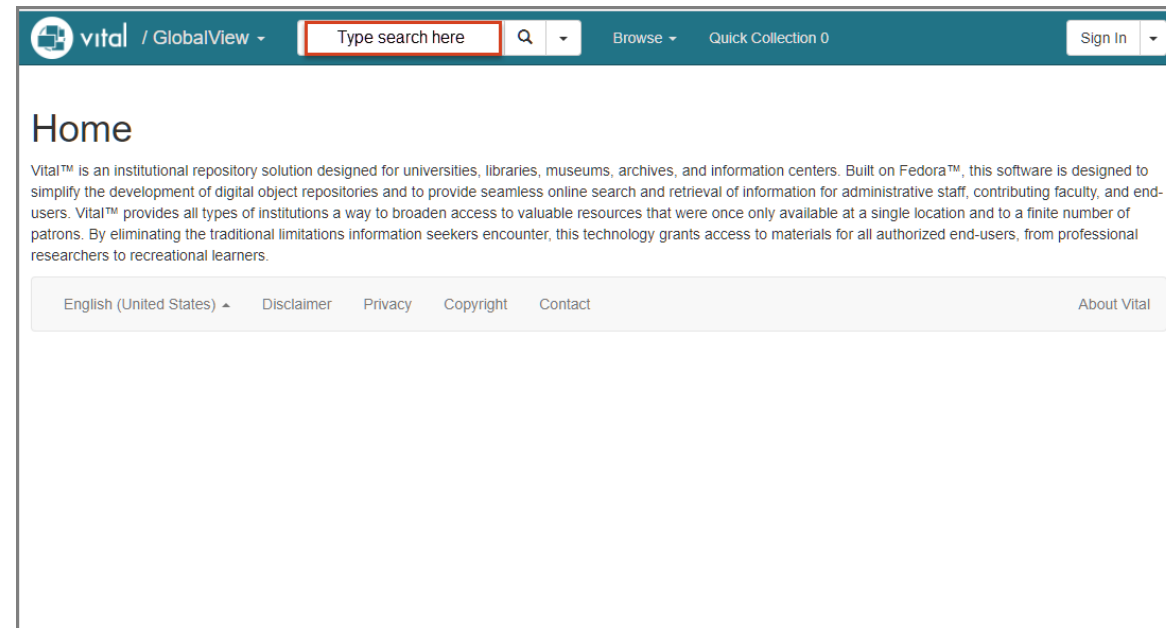 vital / GlobalView Type search here Browse Quick Collection 0 Sign In
Home
Vital™ is an institutional repository solution designed for universities, libraries, museums, archives, and information centers. Built on Fedora™, this software is designed to
simplify the development of digital object repositories and to provide seamless online search and retrieval of information for administrative staff, contributing faculty, and end-
users. Vital™ provides all types of institutions a way to broaden access to valuable resources that were once only available at a single location and to a finite number of
patrons. By eliminating the traditional limitations information seekers encounter, this technology grants access to materials for all authorized end-users, from professional
researchers to recreational learners.
English (United States) Disclaimer Privacy Copyright Contact About Vital